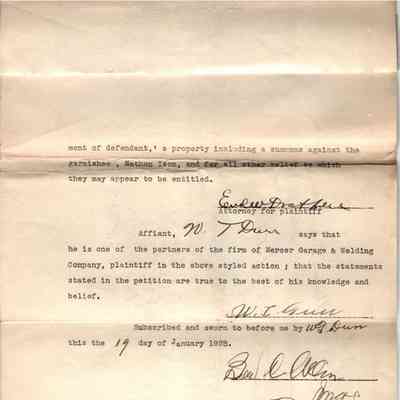 ment of defendant,'s property including a summons against the
garnishee, Nathan Ison, and for all other relief to which
they may appear to be entitled.
Attorney for plaintiff
Affiant, W. T Dunn says that
he is one of the partners of the firm of Mercer Garage & Welding
Company, plaintiff in the above styled action ; that the statements
stated in the petition are true to the best of his knowledge and
belief.
W. T. Dunn
Subscribed and sworn to before me by W T Dunn
this the 19 day of January 1925.